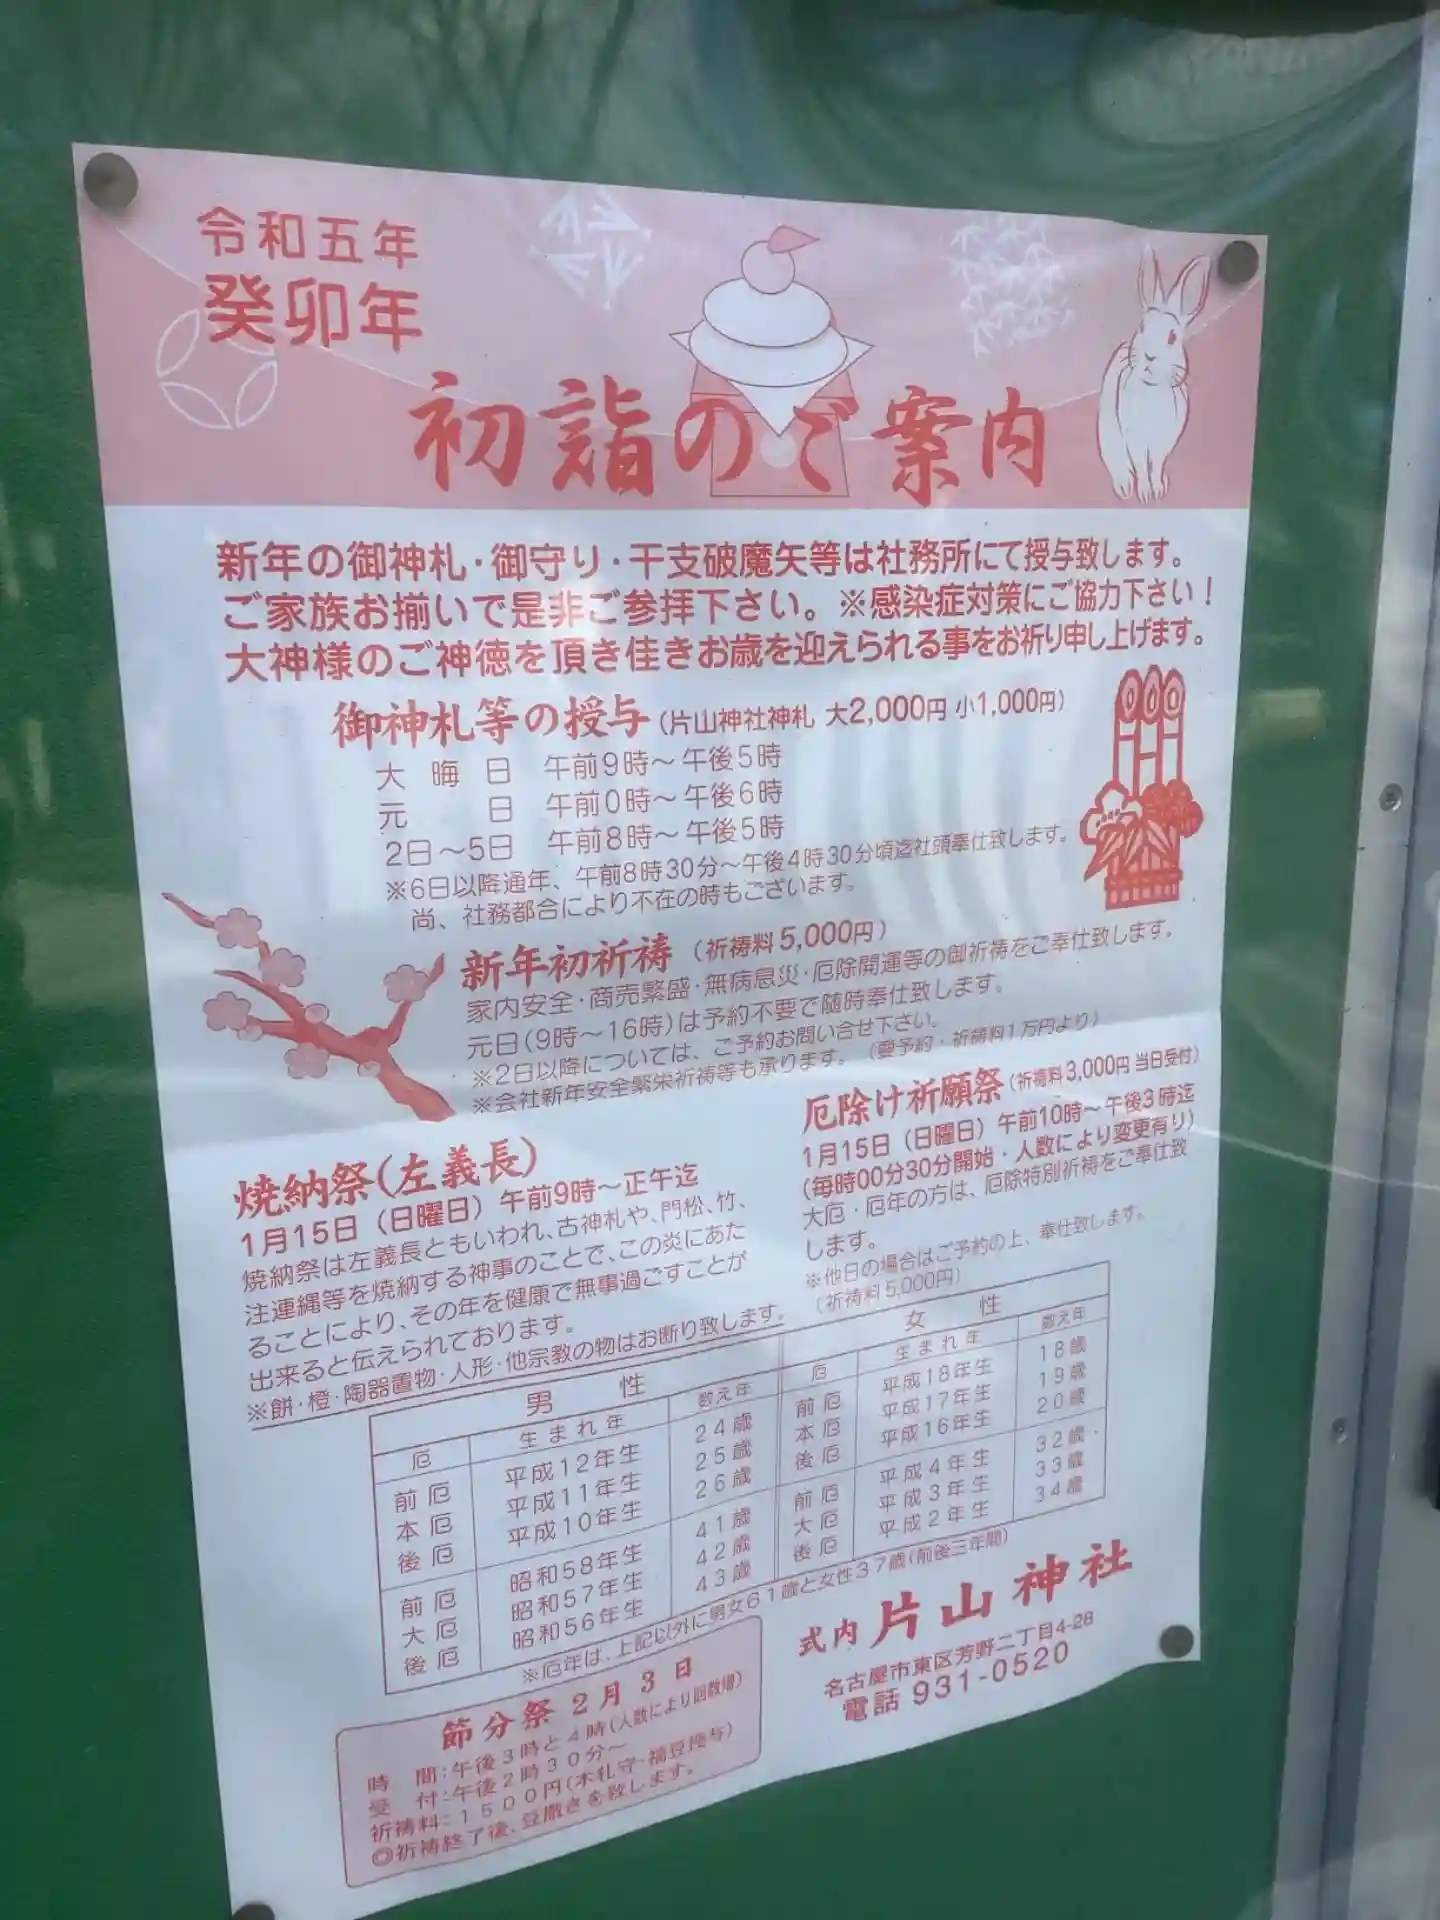 令和五年
癸卯年
初詣のご案内
新年の御神札・御守り・干支破魔矢等は社務所にて授与致します。
ご家族お揃いで是非ご参拝下さい。※感染症対策にご協力下さい!
大神様のご神徳を頂き佳きお歳を迎えられる事をお祈り申し上げます。
御神札等の授与(片山神社神札 大2,000円 小1,000円)
大晦日 午前9時〜午後5時
元日 午前0時〜午後6時
2日〜5日 午前8時〜午後5時
※6日以降通年、午前8時30分〜午後4時30分頃迄社頭奉仕致します。
尚、社務都合により不在の時もございます。
新年初祈祷(祈祷料5,000円)
家内安全・商売繁盛・無病息災・厄除開運等の御祈祷をご奉仕致します。
元日(9時〜16時)は予約不要で随時奉仕致します。
※2日以降については、ご予約お問い合せ下さい。
※会社新年安全繁栄祈祷等も承ります。(要予約・祈祷料1万円より)
焼納祭(左義長)
1月15日(日曜日)午前9時〜正午迄
焼納祭は左義長ともいわれ、古神札や、門松、竹、
注連縄等を焼納する神事のことで、この炎にあた
ることにより、その年を健康で無事過ごすことが
出来ると伝えられております。
※餅・橙・陶器置物・人形・他宗教の物はお断り致します。
厄除け祈願祭(祈祷料3,000円 当日受付)
1月15日(日曜日)午前10時〜午後3時迄
(毎時00分30分開始・人数により変更有り)
大厄・厄年の方は、厄除特別祈祷をご奉仕致
します。
※他日の場合はご予約の上、奉仕致します。
(祈祷料5,000円)
男性
厄 生まれ年 数え年
前厄 平成12年生 24歳
本厄 平成11年生 25歳
後厄 平成10年生 26歳
前厄 昭和58年生 41歳
大厄 昭和57年生 42歳
後厄 昭和56年生 43歳
女性
厄 生まれ年 数え年
前厄 平成18年生 18歳
本厄 平成17年生 19歳
後厄 平成16年生 20歳
前厄 平成4年生 32歳
大厄 平成3年生 33歳
後厄 平成2年生 34歳
※厄年は、上記以外に男女61歳と女性37歳(前後三年間)
節分祭 2月3日
時間:午後3時と4時(人数により回数増)
受付:午後2時30分〜
祈祷料:1500円(木札守・福豆授与)
◎祈祷終了後、豆撒きを致します。
式内 片山神社
名古屋市東区芳野二丁目4-28
電話 931-0520